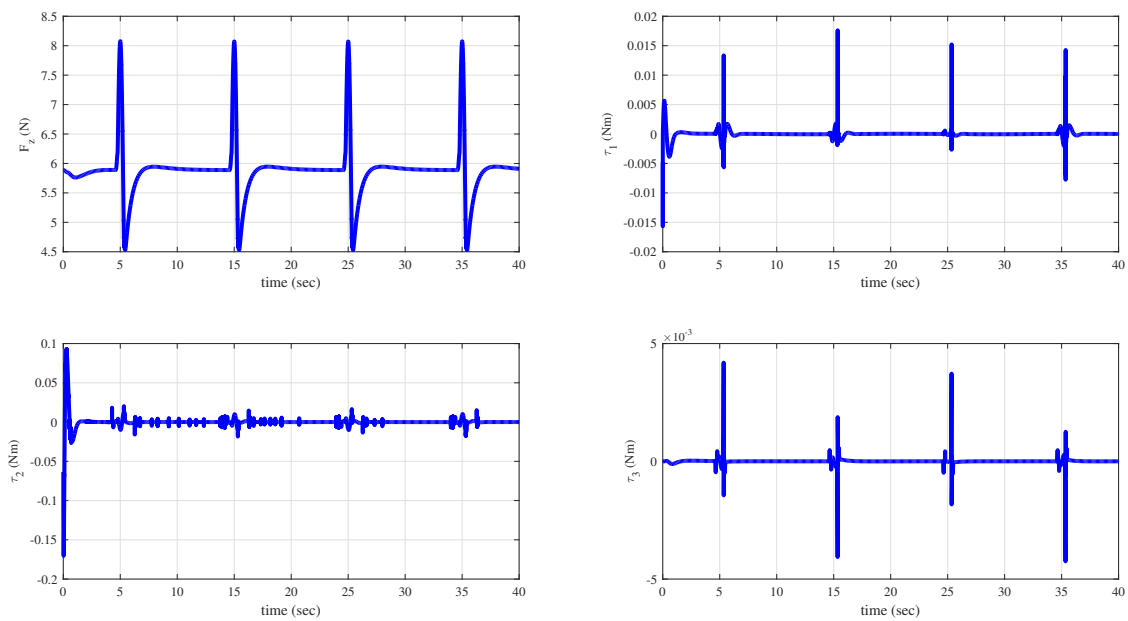 8.5
8
7.5
7
6.5
6
5.5
5
4.5
F_z (N)
0 5 10 15 20 25 30 35 40
time (sec)
0.02
0.015
0.01
0.005
0
-0.005
-0.01
-0.015
-0.02
τ_1 (Nm)
0 5 10 15 20 25 30 35 40
time (sec)
0.1
0.05
0
-0.05
-0.1
-0.15
-0.2
τ_2 (Nm)
0 5 10 15 20 25 30 35 40
time (sec)
×10^-3
5
0
-5
τ_3 (Nm)
0 5 10 15 20 25 30 35 40
time (sec)